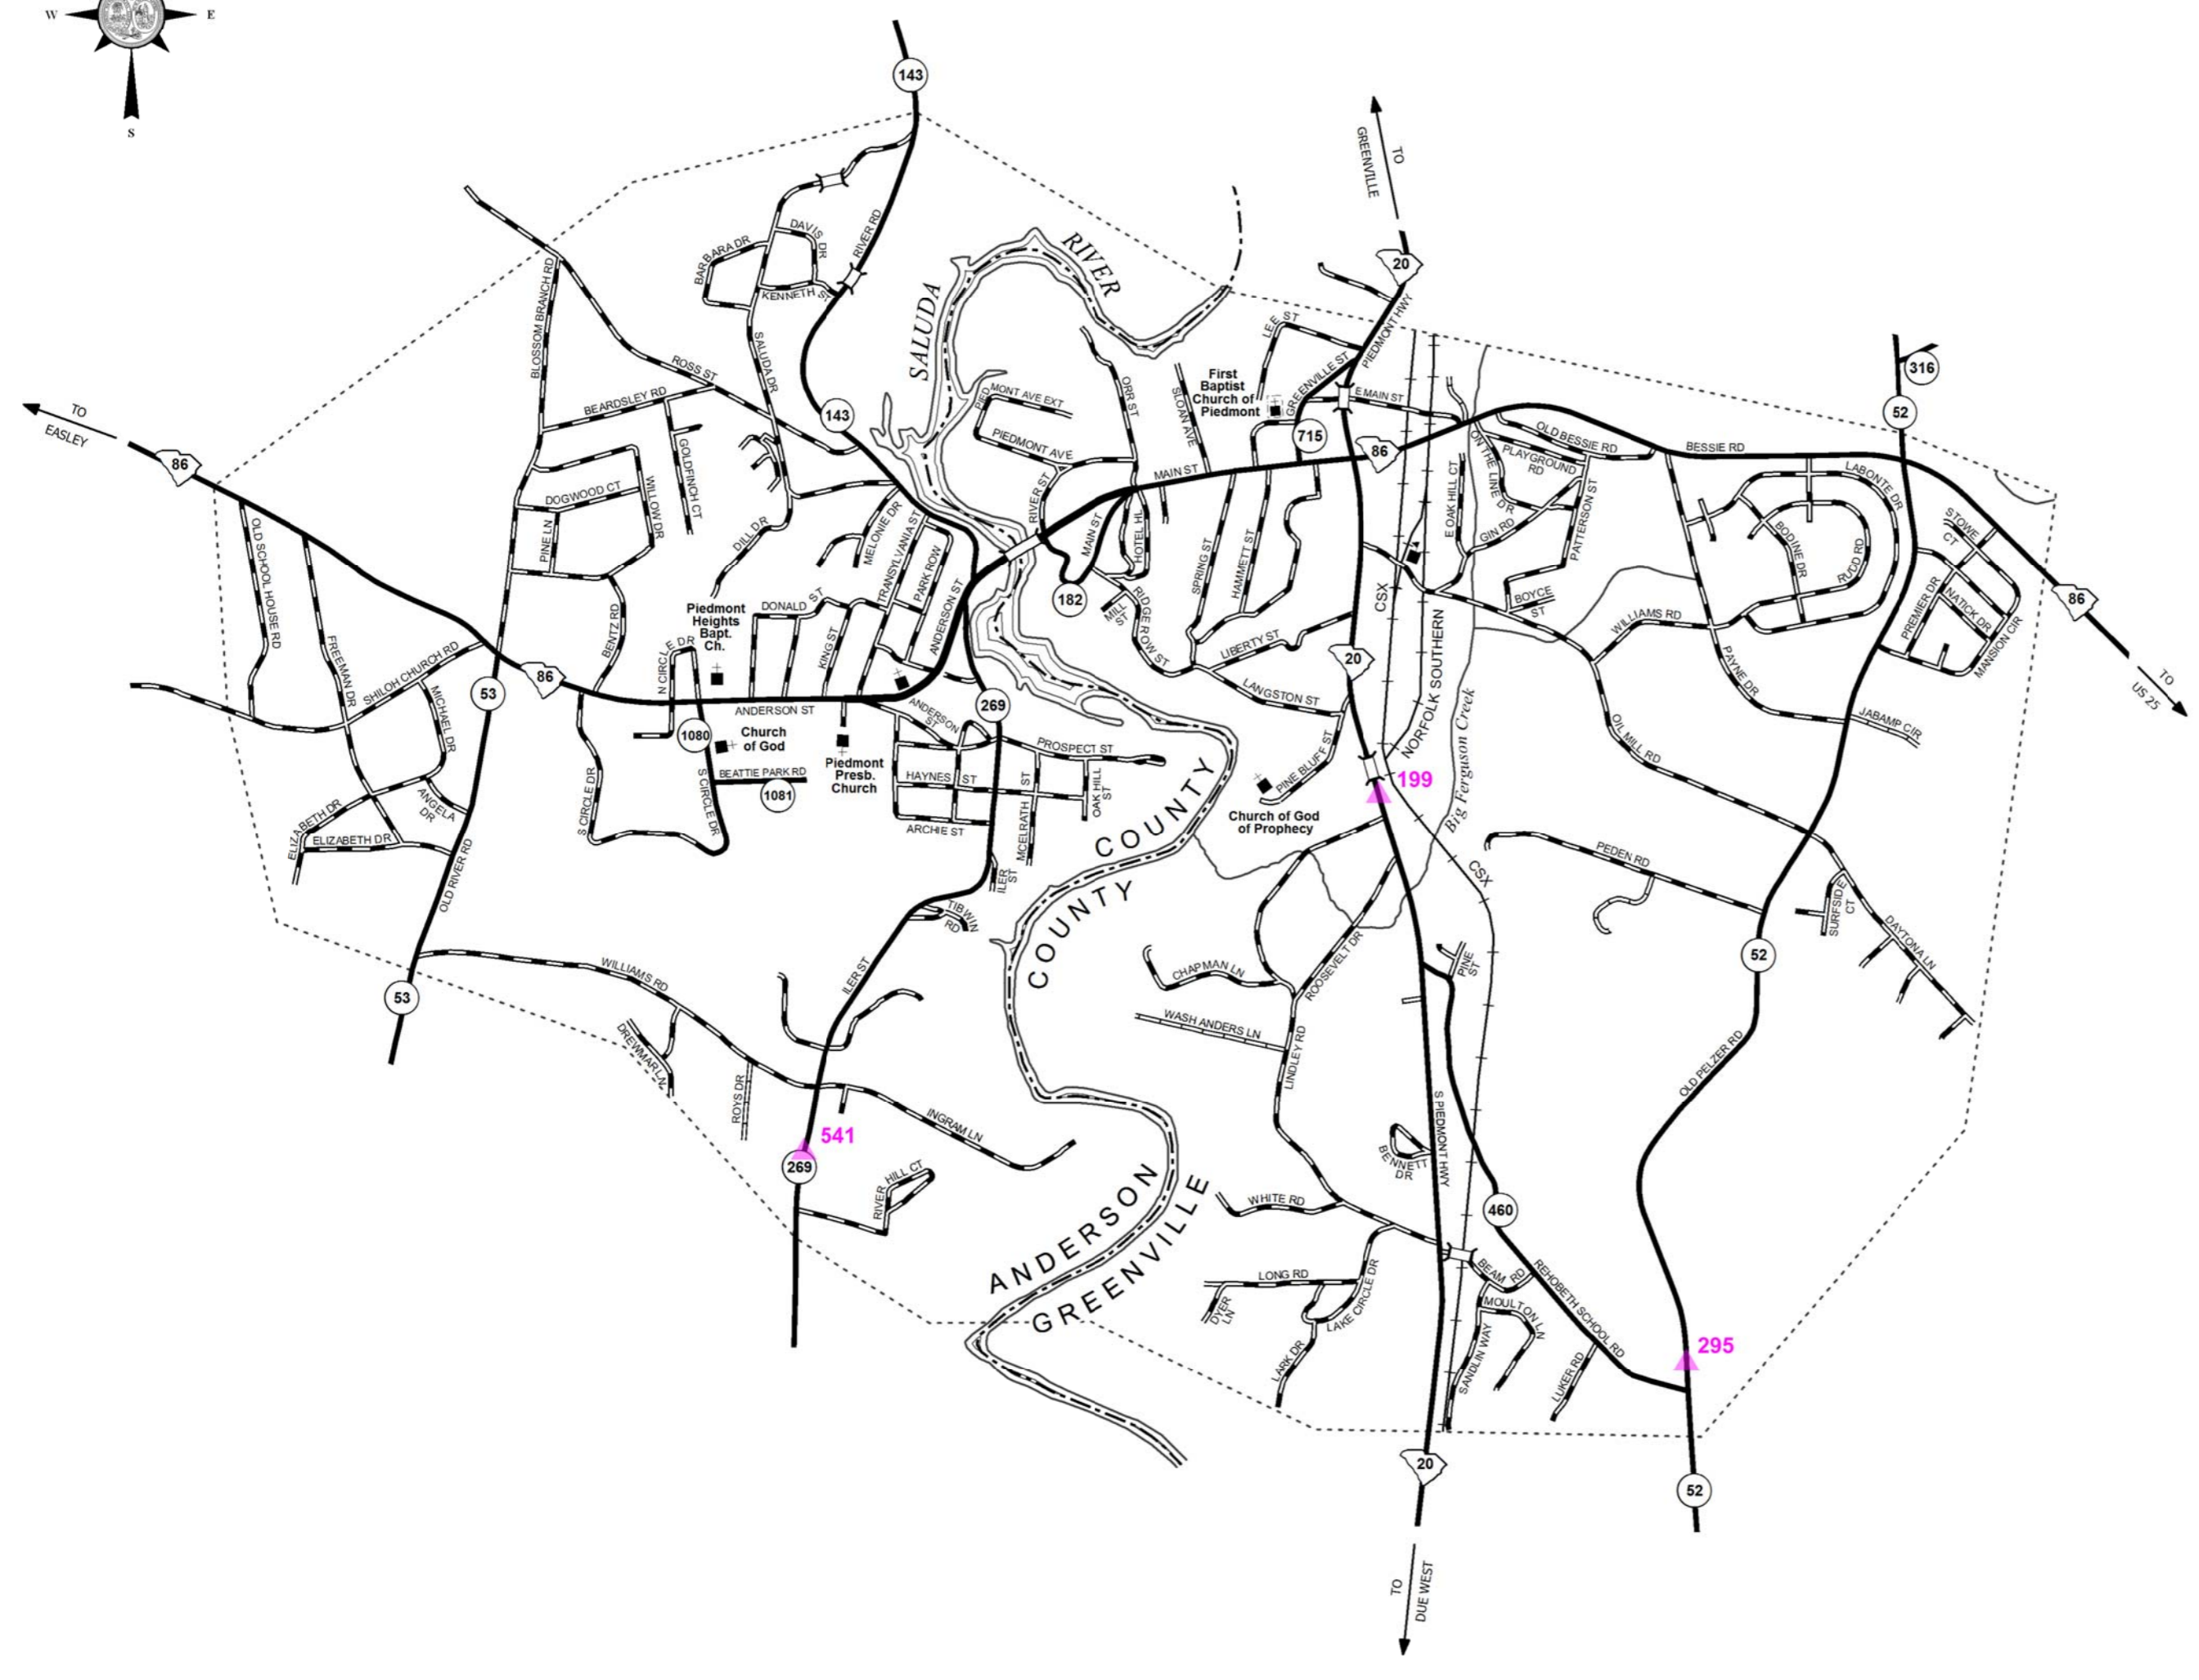 W
E
S
143
TO
GREENVILLE
20
PIEDMONT HWY
DAVIS
DR
BARBARA DR
KENNETH ST
RIVER RD
SALUDA
RIVER
BLOSSOM BRANCH RD
ROSS ST
SALUDA DR
BEARDSLEY RD
143
PIEDMONT AVE EXT
PIEDMONT AVE
ORR ST
SLOAN AVE
LEE ST
First
Baptist
Church of
Piedmont
GREENVILLE ST
E MAIN ST
715
86
316
52
OLD BESSIE RD
BESSIE RD
PLAYGROUND
RD
ON THE LINE DR
LABONTE DR
TO
EASLEY
86
GOLDFINCH CT
WILLOW DR
DOGWOOD CT
PINE LN
DILL DR
MELONIE DR
TRANSYLVANIA ST
PARK ROW
RIVER ST
MAIN ST
MAIN ST
HOTEL HL
SPRING ST
HAMMETT ST
E OAK HILL CT
GIN RD
PATTERSON ST
BODINE DR
RUDD RD
STOWE
CT
OLD SCHOOL HOUSE RD
FREEMAN DR
BENTZ RD
Piedmont
Heights
Bapt.
Ch.
DONALD ST
KING ST
ANDERSON ST
182
MILL
ST
RIDGEROW ST
LIBERTY ST
CSX
NORFOLK SOUTHERN
BOYCE
ST
WILLIAMS RD
PREMIER DR
NATICK DR
MANSION CIR
86
TO
US 25
SHILOH CHURCH RD
MICHAEL DR
53
86
N CIRCLE DR
ANDERSON ST
ANDERSON
ST
269
LANGSTON ST
20
PAYNE DR
JABAMP CIR
OIL MILL RD
1080
Church
of God
Piedmont
Presb.
Church
PROSPECT ST
PINE BLUFF ST
199
Big Ferguson Creek
BEATTIE PARK RD
1081
S CIRCLE DR
S CIRCLE DR
HAYNES ST
OAK HILL
ST
MCELRATH ST
ARCHIE ST
ILER
ST
Church of God
of Prophecy
COUNTY
COUNTY
ELIZABETH DR
ELIZABETH DR
ANGELA
DR
OLD RIVER RD
CSX
PEDEN RD
SURFSIDE
CT
DAYTONA LN
TIBWIN
RD
53
WILLIAMS RD
ILER ST
CHAPMAN LN
ROOSEVELT DR
PINE
ST
52
WASH ANDERS LN
LINDLEY RD
DREWMAR LN
ROYS DR
INGRAM LN
OLD PELZER RD
541
269
RIVER HILL CT
BENNETT
DR
S PIEDMONT HWY
WHITE RD
460
ANDERSON
GREENVILLE
LONG RD
DYER
LN
LAKE CIRCLE DR
LARK DR
BEAM RD
MOULTON LN
SANDLIN WAY
REHOBETH SCHOOL RD
LUKER RD
295
20
52
TO
DUE WEST